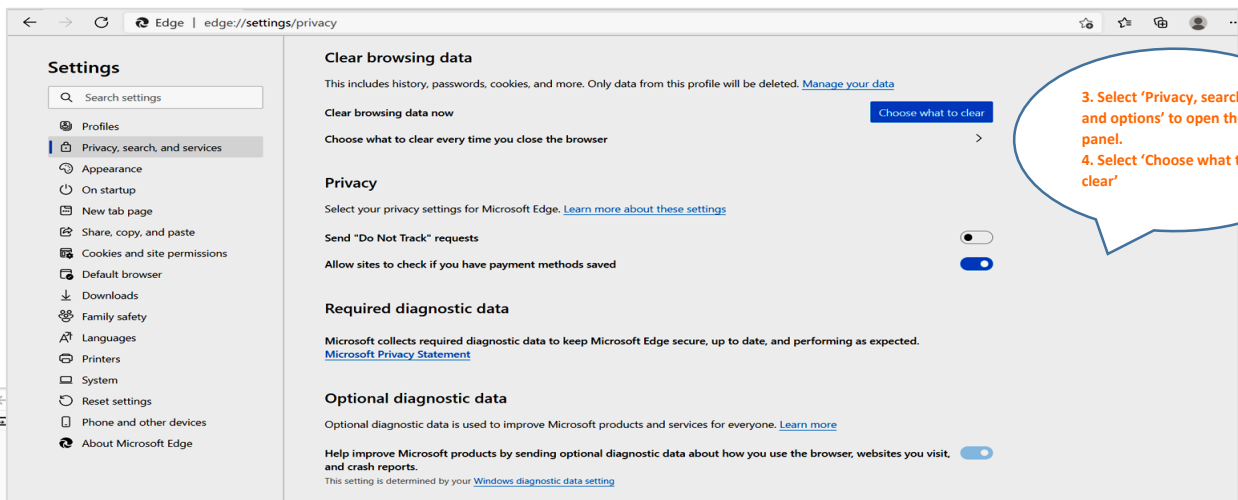 Edge | edge://settings/privacy
Settings
Search settings
Profiles
Privacy, search, and services
Appearance
On startup
New tab page
Share, copy, and paste
Cookies and site permissions
Default browser
Downloads
Family safety
Languages
Printers
System
Reset settings
Phone and other devices
About Microsoft Edge
Clear browsing data
This includes history, passwords, cookies, and more. Only data from this profile will be deleted. Manage your data
Clear browsing data now
Choose what to clear
Choose what to clear every time you close the browser
Privacy
Select your privacy settings for Microsoft Edge. Learn more about these settings
Send "Do Not Track" requests
Allow sites to check if you have payment methods saved
Required diagnostic data
Microsoft collects required diagnostic data to keep Microsoft Edge secure, up to date, and performing as expected.
Microsoft Privacy Statement
Optional diagnostic data
Optional diagnostic data is used to improve Microsoft products and services for everyone. Learn more
Help improve Microsoft products by sending optional diagnostic data about how you use the browser, websites you visit,
and crash reports.
This setting is determined by your Windows diagnostic data setting
3. Select ‘Privacy, search
and options’ to open th
panel.
4. Select ‘Choose what t
clear’